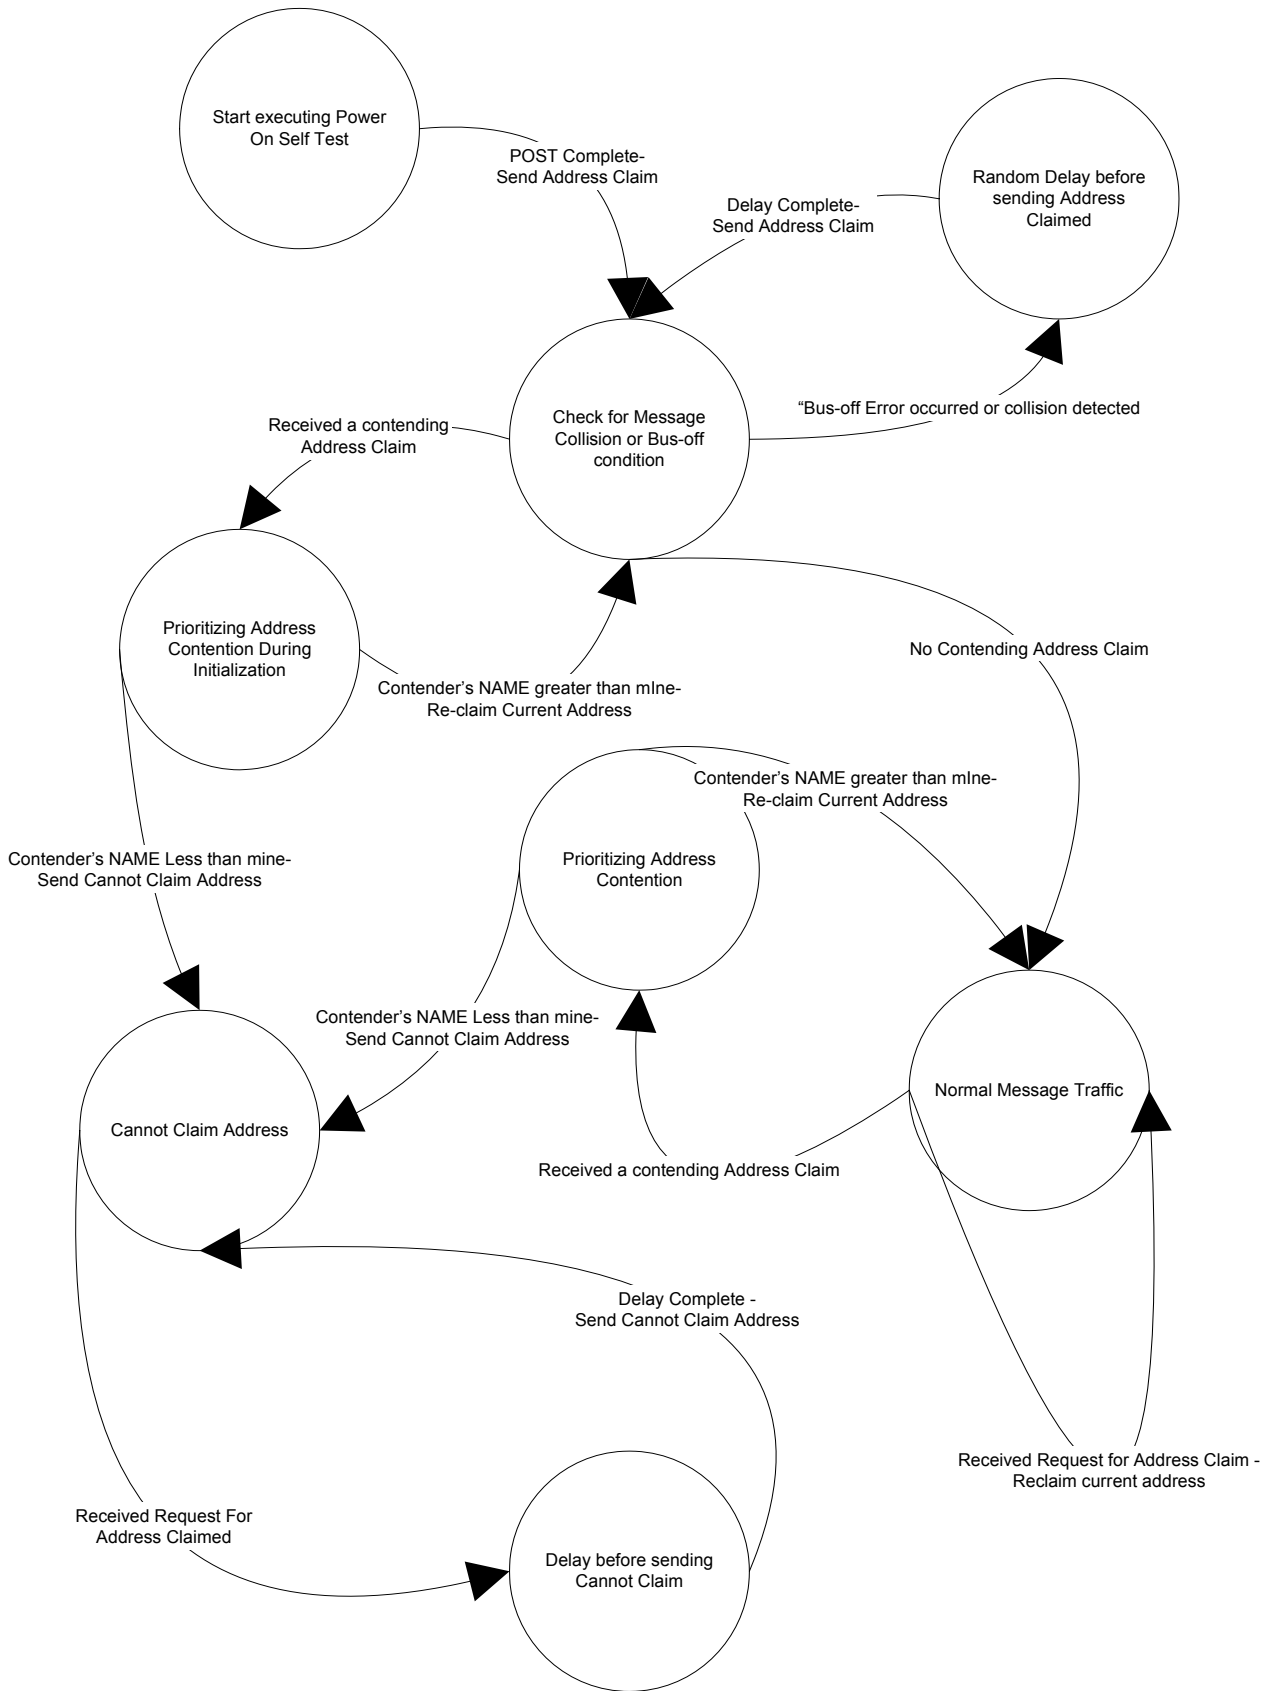 Start executing Power
On Self Test
POST Complete-
Send Address Claim
Random Delay before
sending Address
Claimed
Delay Complete-
Send Address Claim
Check for Message
Collision or Bus-off
condition
“Bus-off Error occurred or collision detected
Received a contending
Address Claim
Prioritizing Address
Contention During
Initialization
No Contending Address Claim
Contender’s NAME greater than mIne-
Re-claim Current Address
Contender’s NAME greater than mIne-
Re-claim Current Address
Contender’s NAME Less than mine-
Send Cannot Claim Address
Prioritizing Address
Contention
Contender’s NAME Less than mine-
Send Cannot Claim Address
Normal Message Traffic
Cannot Claim Address
Received a contending Address Claim
Delay Complete -
Send Cannot Claim Address
Received Request for Address Claim -
Reclaim current address
Received Request For
Address Claimed
Delay before sending
Cannot Claim